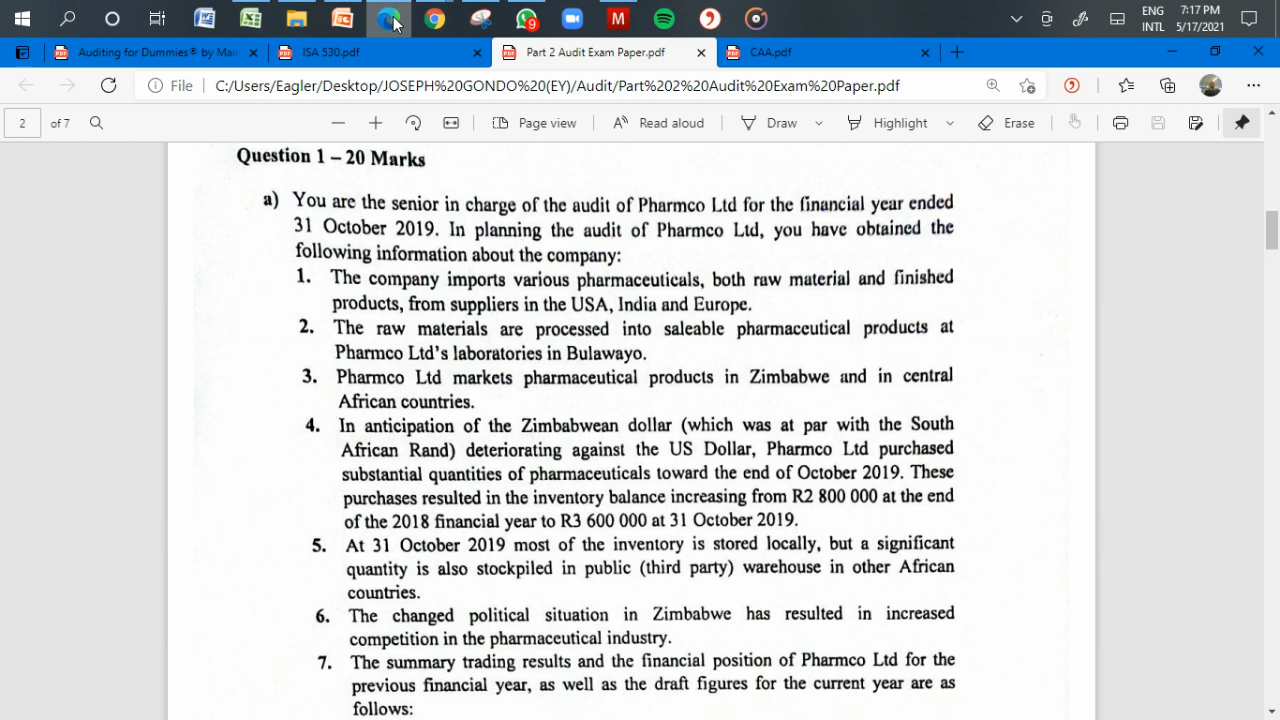 ENG 7:17 PM
INTL 5/17/2021
9
M
Auditing for Dummies® by Mair
ISA 530.pdf
Part 2 Audit Exam Paper.pdf
CAA.pdf
File C:/Users/Eagler/Desktop/JOSEPH%20GONDO%20(EY)/Audit/Part%202%20Audit%20Exam%20Paper.pdf
2 of 7 Page view Read aloud Draw Highlight Erase
Question 1 – 20 Marks
a) You are the senior in charge of the audit of Pharmco Ltd for the financial year ended
31 October 2019. In planning the audit of Pharmco Ltd, you have obtained the
following information about the company:
1. The company imports various pharmaceuticals, both raw material and finished
products, from suppliers in the USA, India and Europe.
2. The raw materials are processed into saleable pharmaceutical products at
Pharmco Ltd's laboratories in Bulawayo.
3. Pharmco Ltd markets pharmaceutical products in Zimbabwe and in central
African countries.
4. In anticipation of the Zimbabwean dollar (which was at par with the South
African Rand) deteriorating against the US Dollar, Pharmco Ltd purchased
substantial quantities of pharmaceuticals toward the end of October 2019. These
purchases resulted in the inventory balance increasing from R2 800 000 at the end
of the 2018 financial year to R3 600 000 at 31 October 2019.
5. At 31 October 2019 most of the inventory is stored locally, but a significant
quantity is also stockpiled in public (third party) warehouse in other African
countries.
6. The changed political situation in Zimbabwe has resulted in increased
competition in the pharmaceutical industry.
7. The summary trading results and the financial position of Pharmco Ltd for the
previous financial year, as well as the draft figures for the current year are as
follows: